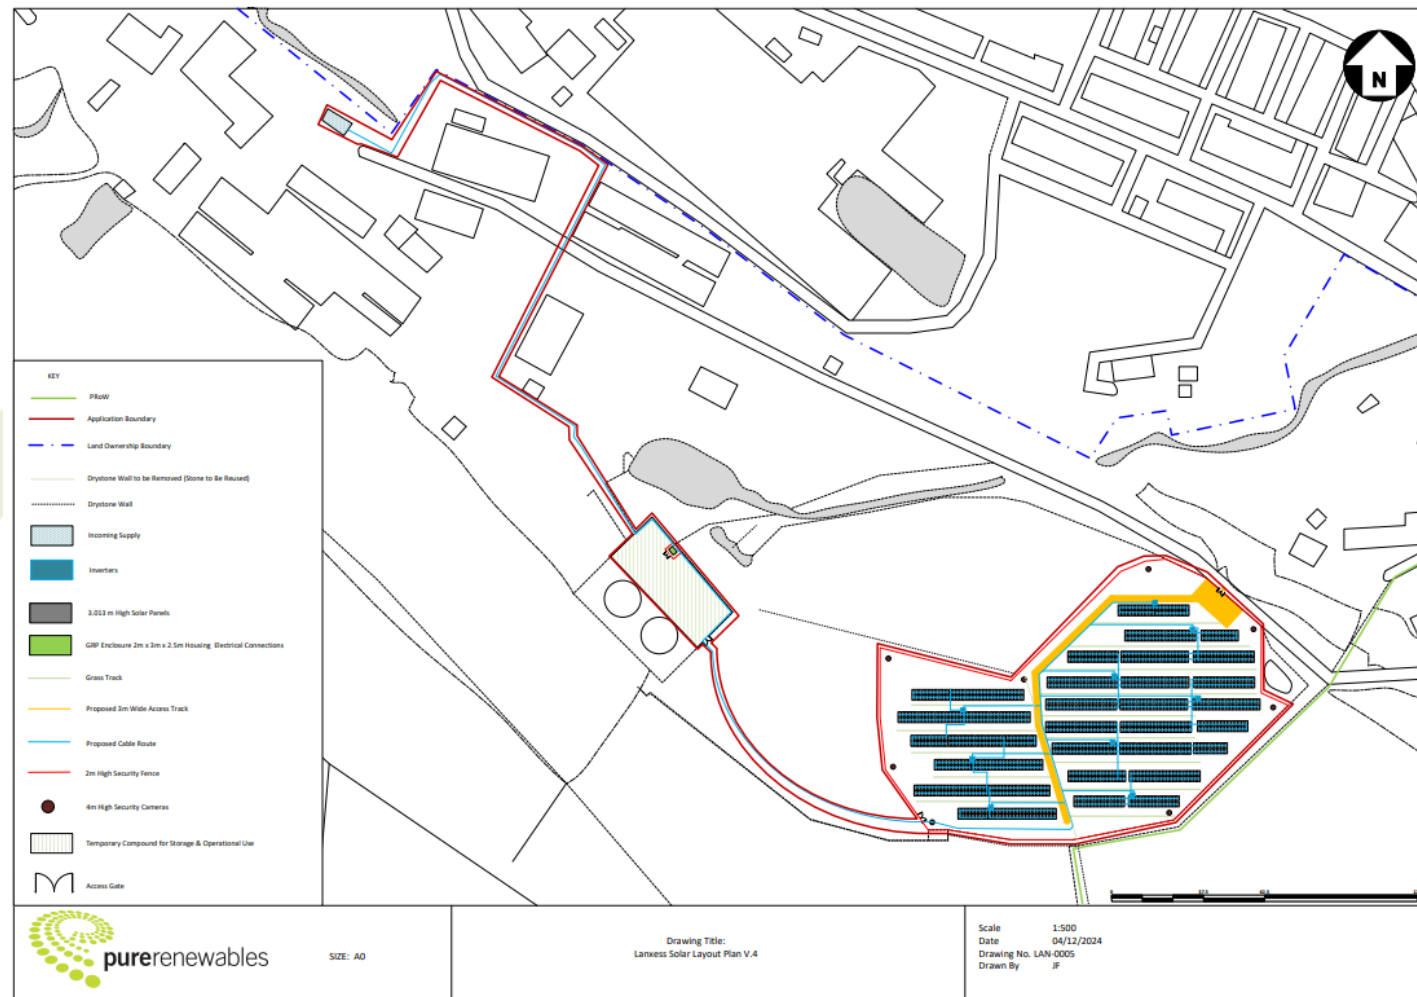 N
KEY
PRoW
Application Boundary
Land Ownership Boundary
Drystone Wall to be Removed (Stone to Be Reused)
Drystone Wall
Incoming Supply
Inverters
3.013 m High Solar Panels
GRP Enclosure 2m x 3m x 2.5m Housing Electrical Connections
Grass Track
Proposed 3m Wide Access Track
Proposed Cable Route
2m High Security Fence
4m High Security Cameras
Temporary Compound for Storage & Operational Use
Access Gate
purerenewables
SIZE: A0
Drawing Title:
Lanxess Solar Layout Plan V.4
Scale 1:500
Date 04/12/2024
Drawing No. LAN-0005
Drawn By JF